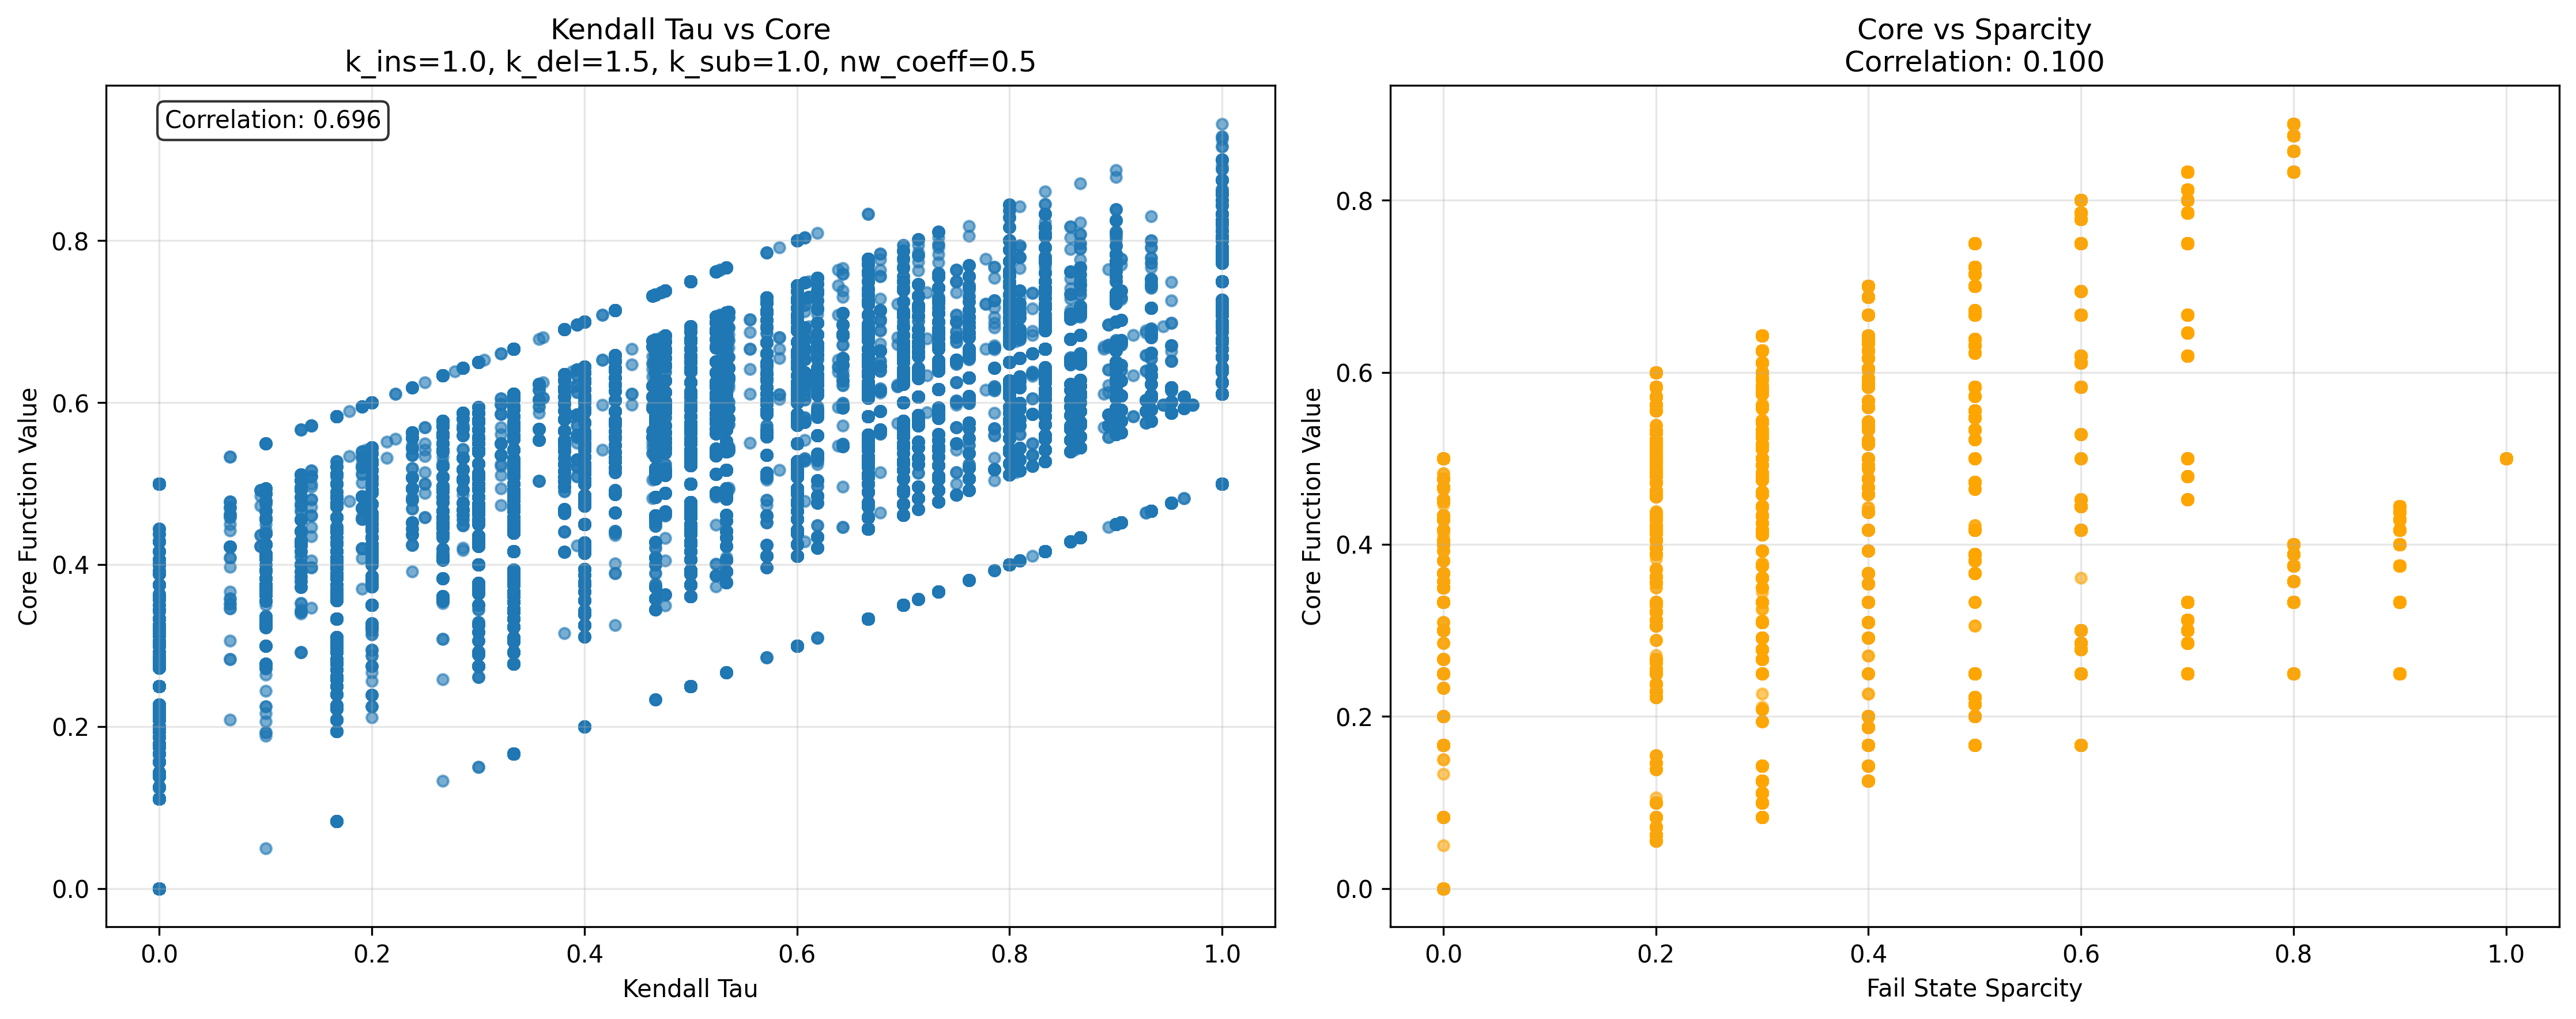 Kendall Tau vs Core
k_ins=1.0, k_del=1.5, k_sub=1.0, nw_coeff=0.5
Correlation: 0.696
Core Function Value
0.8
0.6
0.4
0.2
0.0
0.0 0.2 0.4 0.6 0.8 1.0
Kendall Tau
Core vs Sparcity
Correlation: 0.100
Core Function Value
0.8
0.6
0.4
0.2
0.0
0.0 0.2 0.4 0.6 0.8 1.0
Fail State Sparcity